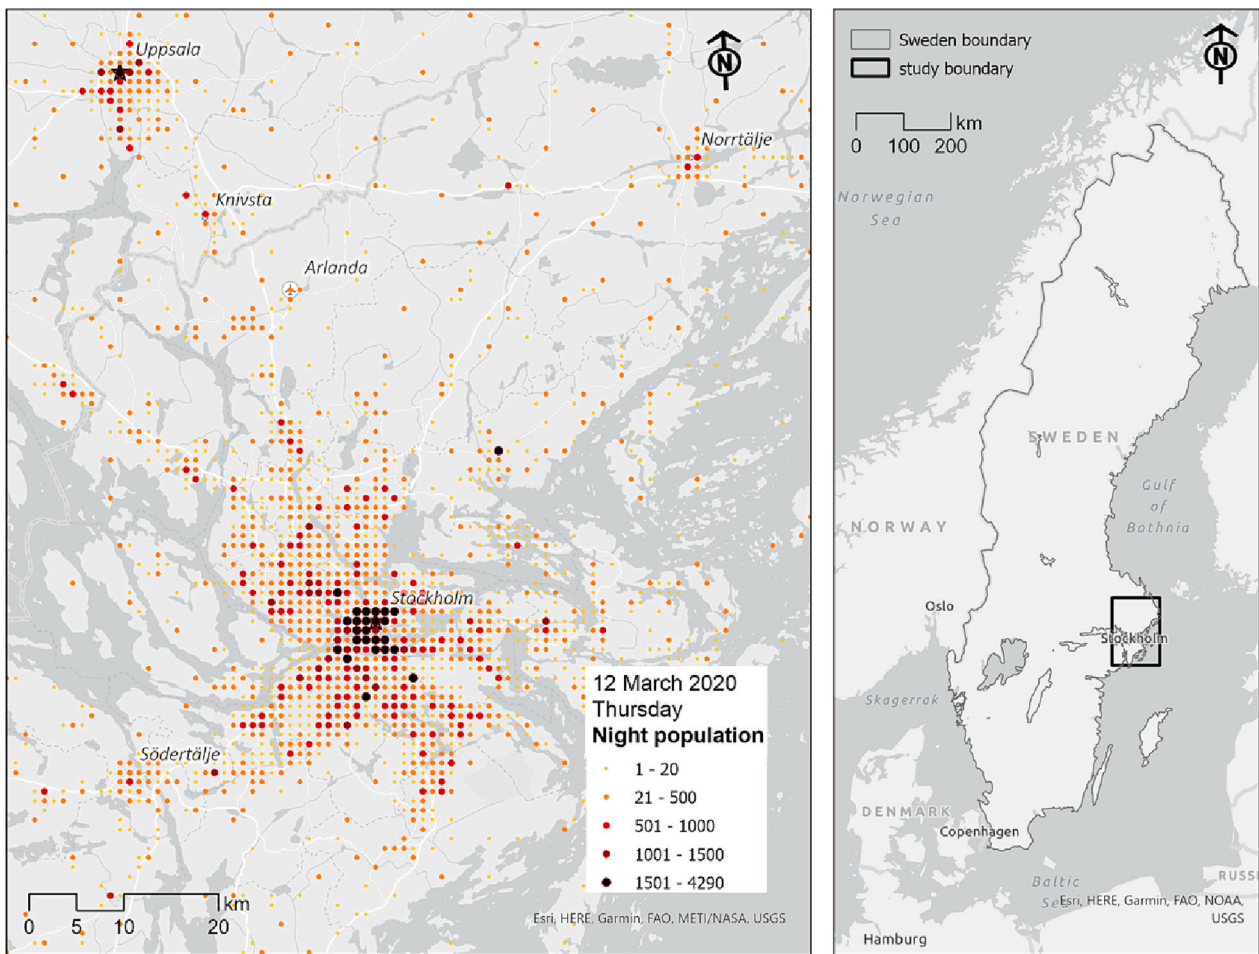 Uppsala
N
Norrtälje
Knivsta
Arlanda
Stockholm
Södertälje
12 March 2020
Thursday
Night population
1 - 20
21 - 500
501 - 1000
1001 - 1500
1501 - 4290
km
0 5 10 20
Esri, HERE, Garmin, FAO, METI/NASA, USGS
Sweden boundary
study boundary
N
km
0 100 200
Norwegian
Sea
SWEDEN
Gulf
of
Bothnia
NORWAY
Oslo
Stockholm
Skagerrak
DENMARK
Copenhagen
Baltic
RUSSI
Esri, HERE, Garmin, FAO, NOAA,
USGS
Hamburg